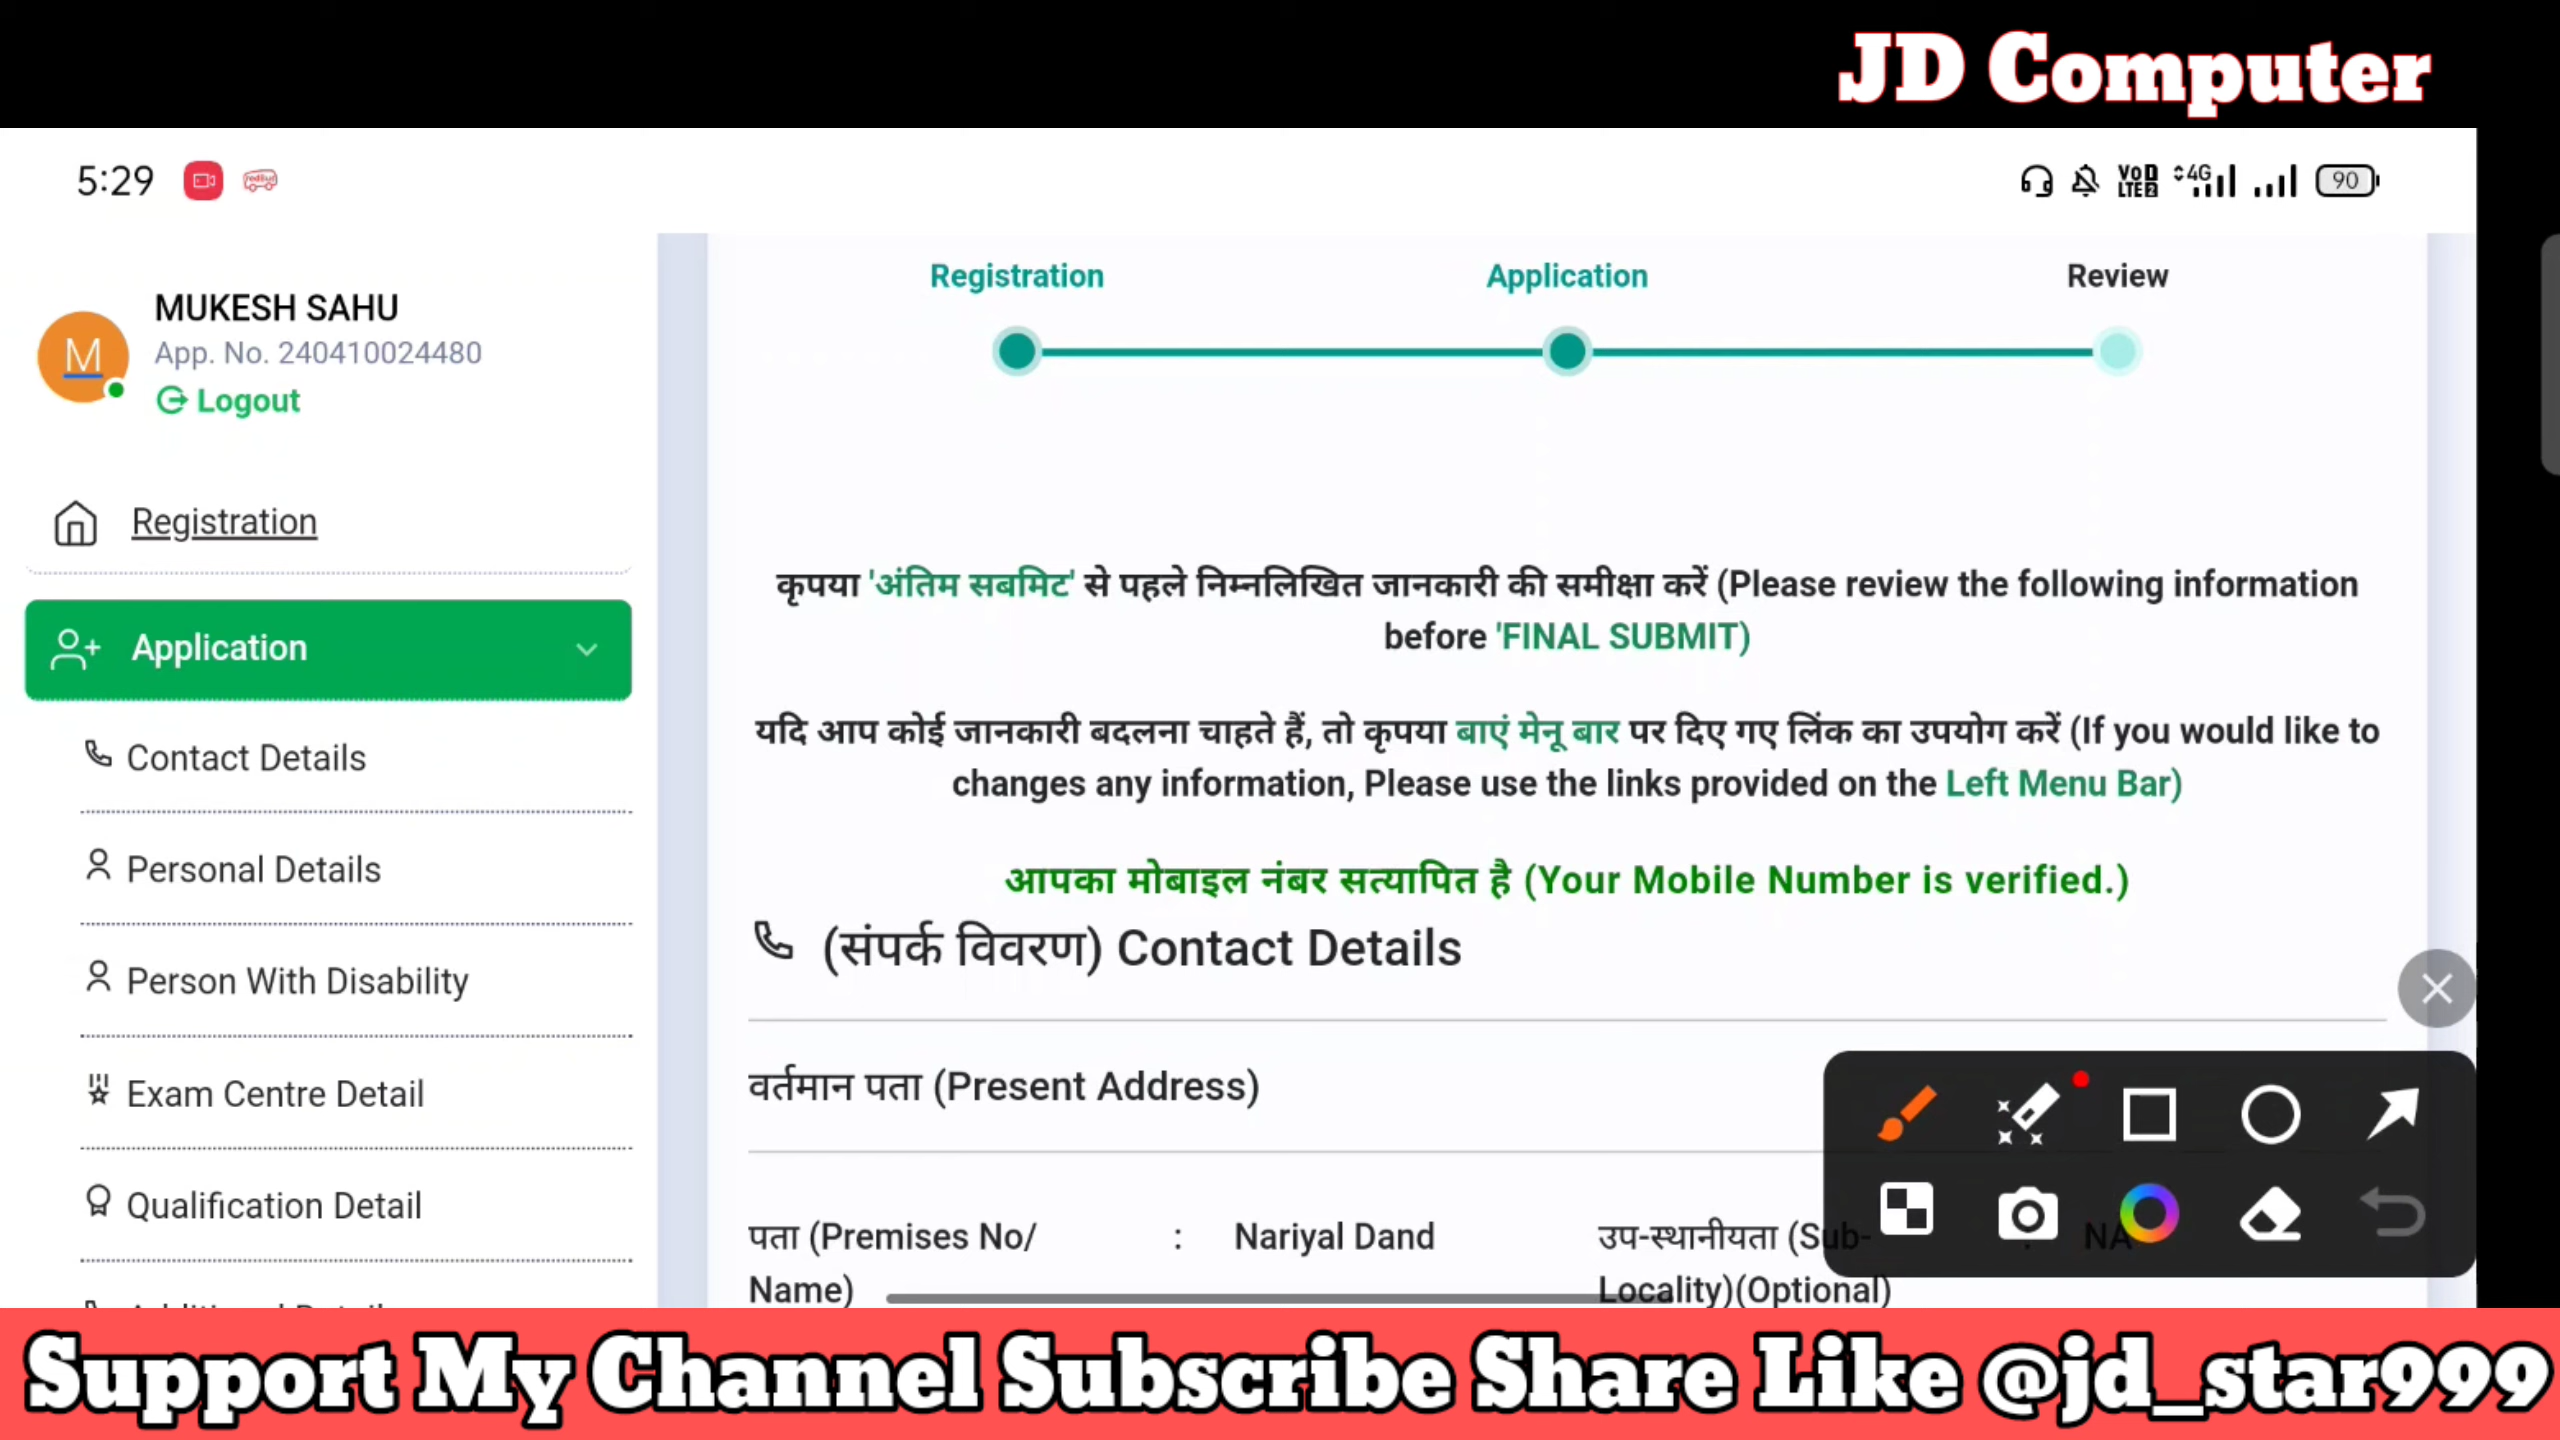 JD Computer
5:29
VoD LTE2 4G 90
MUKESH SAHU
M
App. No. 240410024480
Logout
Registration
Application
Contact Details
Personal Details
Person With Disability
Exam Centre Detail
Qualification Detail
Registration Application Review
कृपया 'अंतिम सबमिट' से पहले निम्नलिखित जानकारी की समीक्षा करें (Please review the following information
before 'FINAL SUBMIT)
यदि आप कोई जानकारी बदलना चाहते हैं, तो कृपया बाएं मेनू बार पर दिए गए लिंक का उपयोग करें (If you would like to
changes any information, Please use the links provided on the Left Menu Bar)
आपका मोबाइल नंबर सत्यापित है (Your Mobile Number is verified.)
(संपर्क विवरण) Contact Details
वर्तमान पता (Present Address)
पता (Premises No/ : Nariyal Dand उप-स्थानीयता (Sub- : NA
Name) Locality)(Optional)
Support My Channel Subscribe Share Like @jd_star999